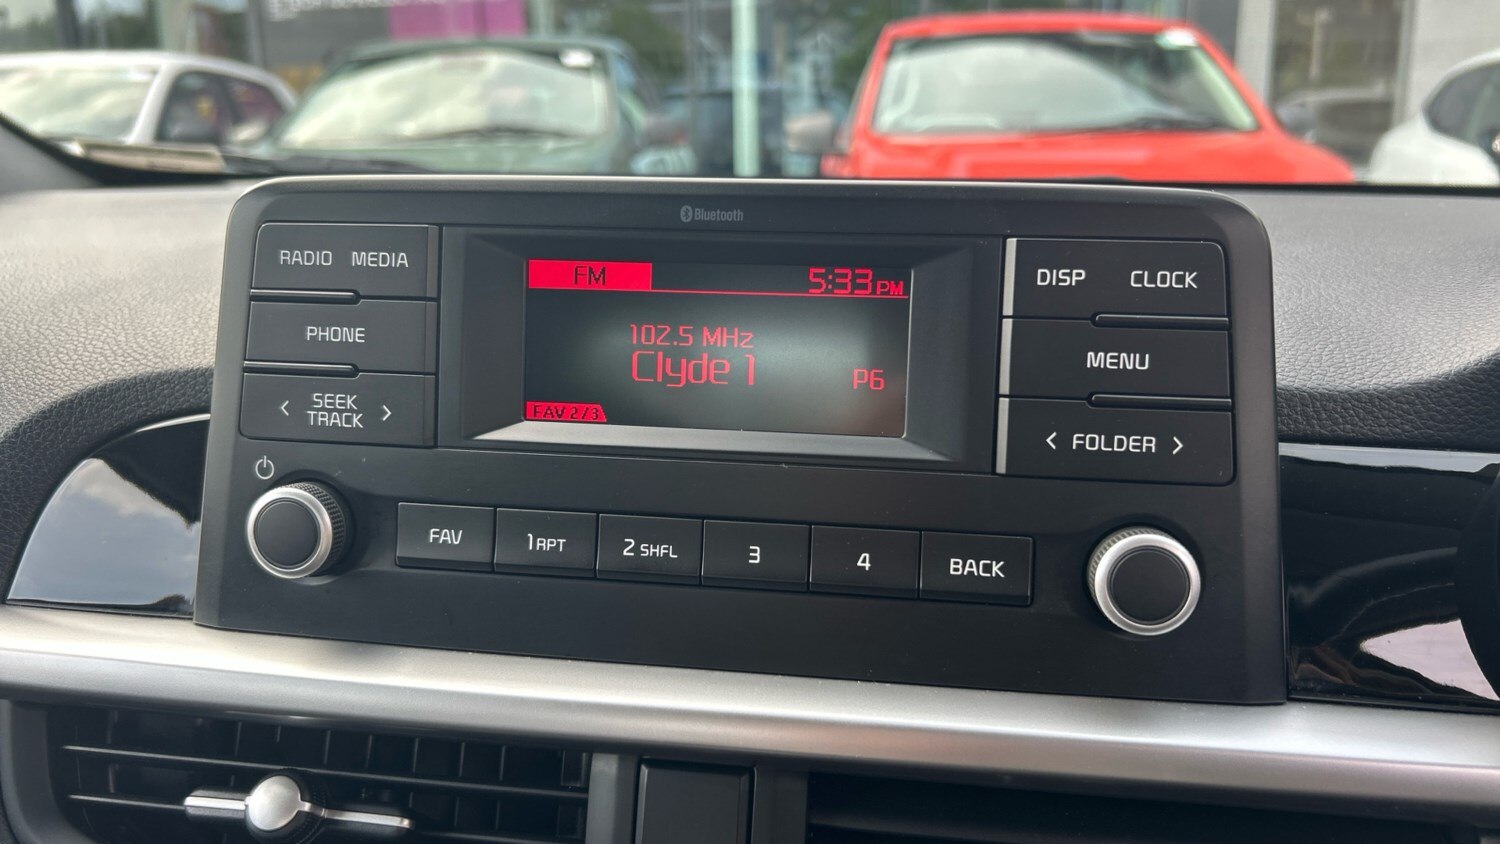 Bluetooth
RADIO MEDIA
PHONE
SEEK
TRACK
FM
5:33 PM
102.5 MHz
Clyde 1
P6
FAV 2/3
DISP CLOCK
MENU
FOLDER
FAV
1 RPT
2 SHFL
3
4
BACK